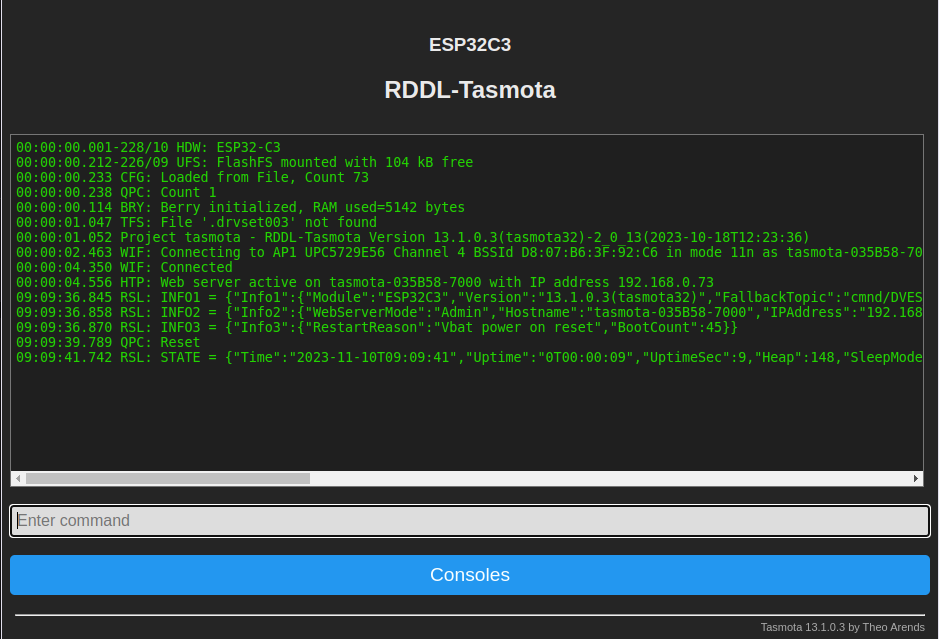 ESP32C3
RDDL-Tasmota
00:00:00.001-228/10 HDW: ESP32-C3
00:00:00.212-226/09 UFS: FlashFS mounted with 104 kB free
00:00:00.233 CFG: Loaded from File, Count 73
00:00:00.238 QPC: Count 1
00:00:00.114 BRY: Berry initialized, RAM used=5142 bytes
00:00:01.047 TFS: File '.drvset003' not found
00:00:01.052 Project tasmota - RDDL-Tasmota Version 13.1.0.3(tasmota32)-2_0_13(2023-10-18T12:23:36)
00:00:02.463 WIF: Connecting to AP1 UPC5729E56 Channel 4 BSSId D8:07:B6:3F:92:C6 in mode 11n as tasmota-035B58-70
00:00:04.350 WIF: Connected
00:00:04.556 HTP: Web server active on tasmota-035B58-7000 with IP address 192.168.0.73
09:09:36.845 RSL: INFO1 = {"Info1":{"Module":"ESP32C3","Version":"13.1.0.3(tasmota32)","FallbackTopic":"cmnd/DVES
09:09:36.858 RSL: INFO2 = {"Info2":{"WebServerMode":"Admin","Hostname":"tasmota-035B58-7000","IPAddress":"192.168
09:09:36.870 RSL: INFO3 = {"Info3":{"RestartReason":"Vbat power on reset","BootCount":45}}
09:09:39.789 QPC: Reset
09:09:41.742 RSL: STATE = {"Time":"2023-11-10T09:09:41","Uptime":"0T00:00:09","UptimeSec":9,"Heap":148,"SleepMode
Enter command
Consoles
Tasmota 13.1.0.3 by Theo Arends